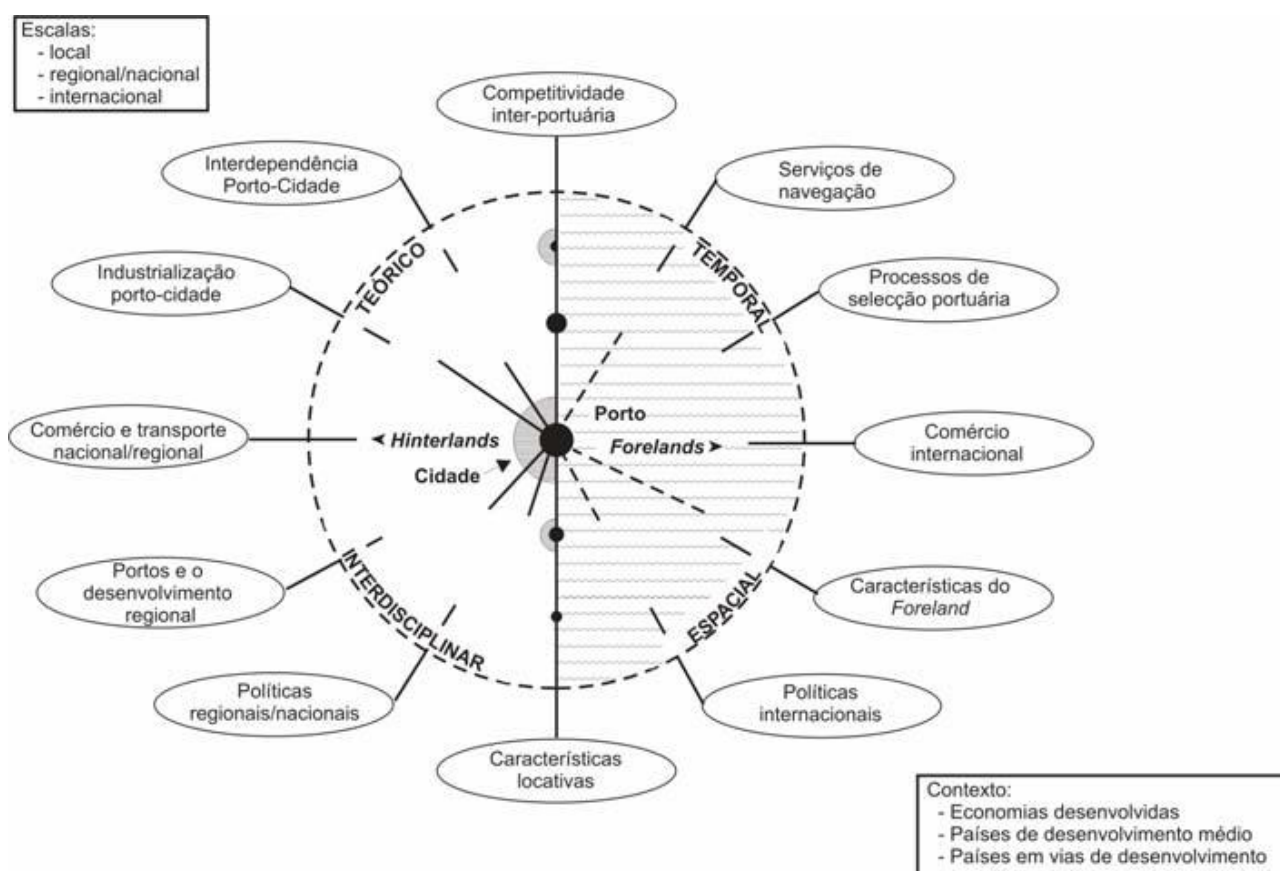 Escalas:
- local
- regional/nacional
- internacional
Competitividade
inter-portuária
Interdependência
Porto-Cidade
Serviços de
navegação
Industrialização
porto-cidade
TEÓRICO
TEMPORAL
Processos de
selecção portuária
Comércio e transporte
nacional/regional
Hinterlands
Cidade
Porto
Forelands
Comércio
internacional
Portos e o
desenvolvimento
regional
INTERDISCIPLINAR
ESPACIAL
Características do
Foreland
Políticas
regionais/nacionais
Políticas
internacionais
Características
locativas
Contexto:
- Economias desenvolvidas
- Países de desenvolvimento médio
- Países em vias de desenvolvimento